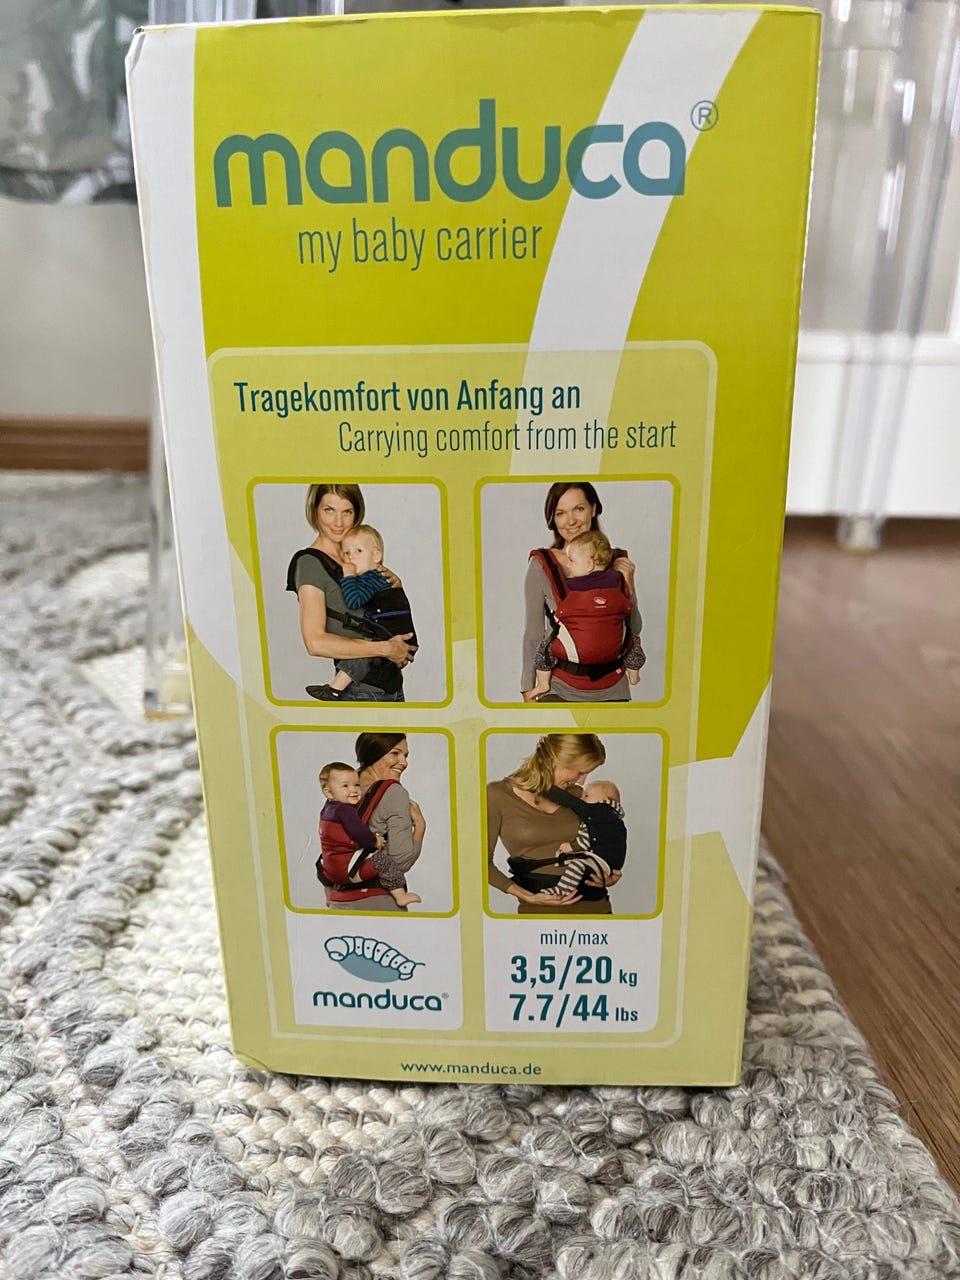 manduca®
my baby carrier
Tragekomfort von Anfang an
Carrying comfort from the start
manduca®
min/max
3,5/20 kg
7.7/44 lbs
www.manduca.de